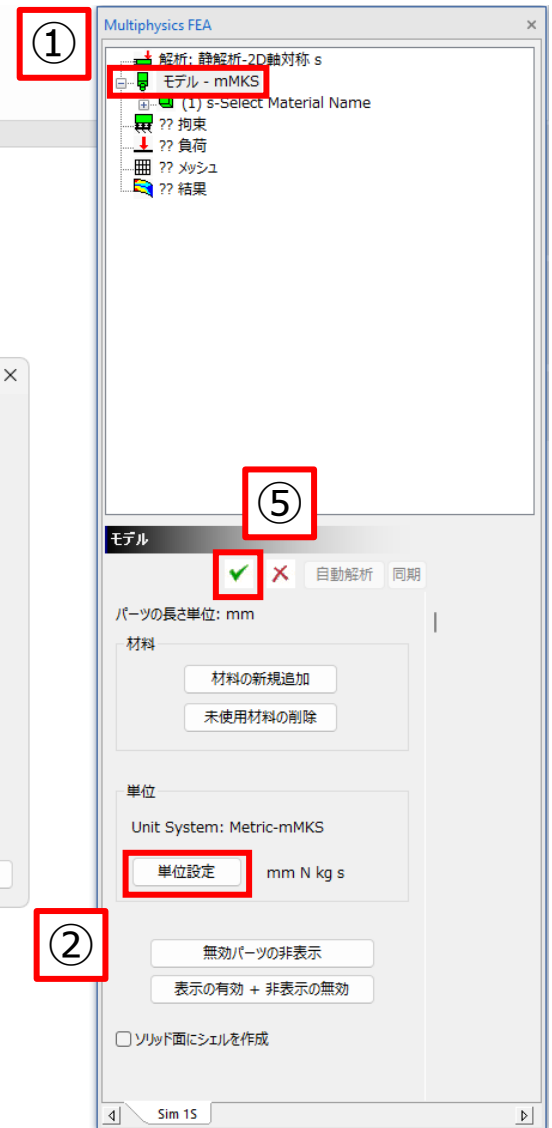 ①
Multiphysics FEA
解析: 静解析-2D軸対称 s
モデル - mMKS
(1) s-Select Material Name
?? 拘束
?? 負荷
?? メッシュ
?? 結果
⑤
モデル
自動解析 同期
パーツの長さ単位: mm
材料
材料の新規追加
未使用材料の削除
単位
Unit System: Metric-mMKS
単位設定 mm N kg s
②
無効パーツの非表示
表示の有効 + 非表示の無効
ソリッド面にシェルを作成
Sim 1S